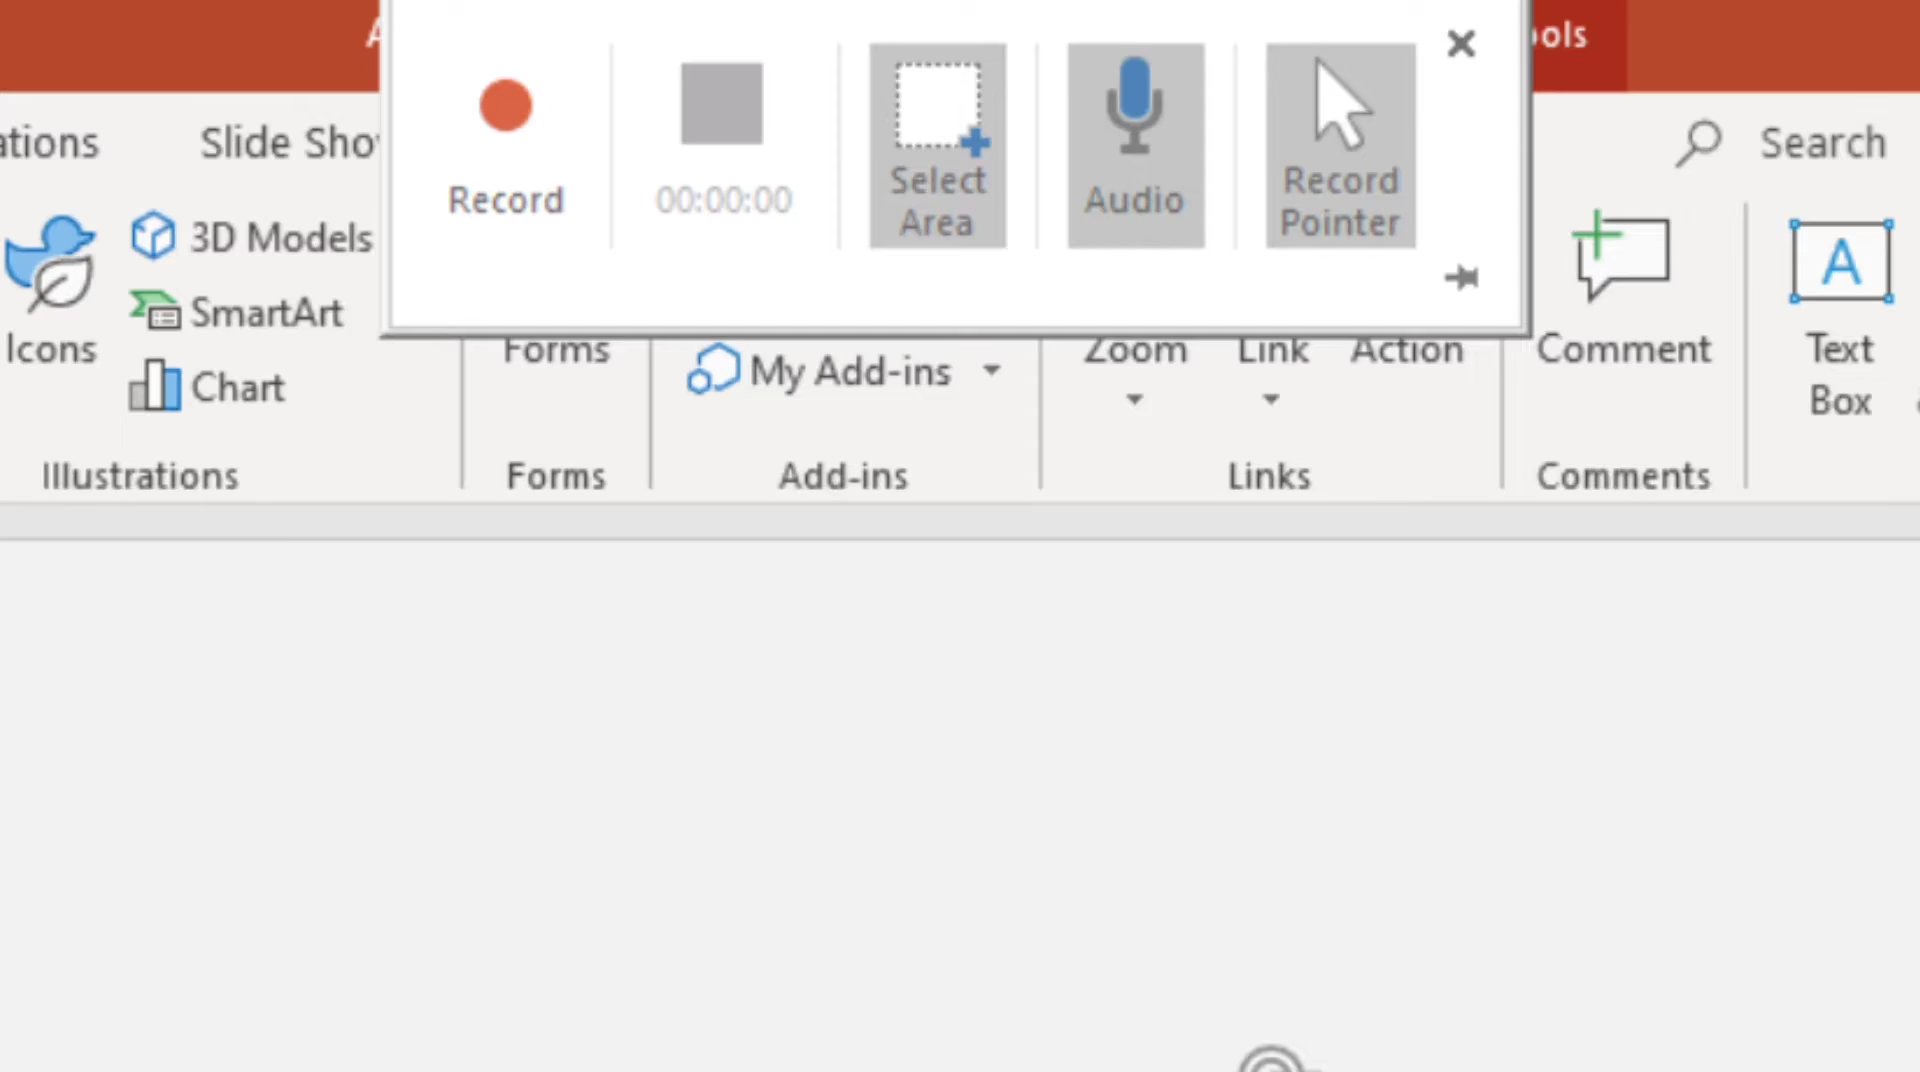 ols
ations
Slide Sho
Record
00:00:00
Select
Area
Audio
Record
Pointer
Search
Icons
3D Models
SmartArt
Chart
Forms
My Add-ins
Zoom
Link
Action
Comment
A
Text
Box
Illustrations
Forms
Add-ins
Links
Comments